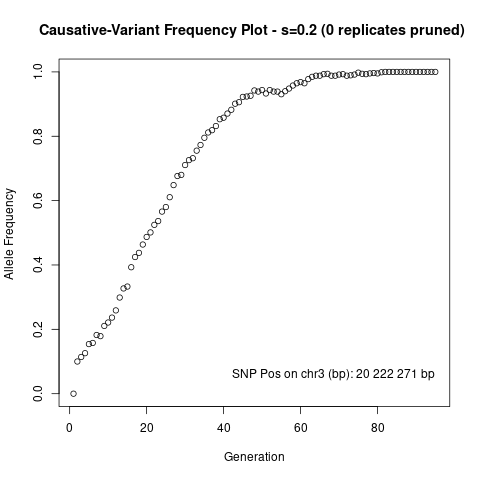 Causative-Variant Frequency Plot - s=0.2 (0 replicates pruned)
1.0
0.8
0.6
0.4
0.2
0.0
Allele Frequency
SNP Pos on chr3 (bp): 20 222 271 bp
0 20 40 60 80
Generation